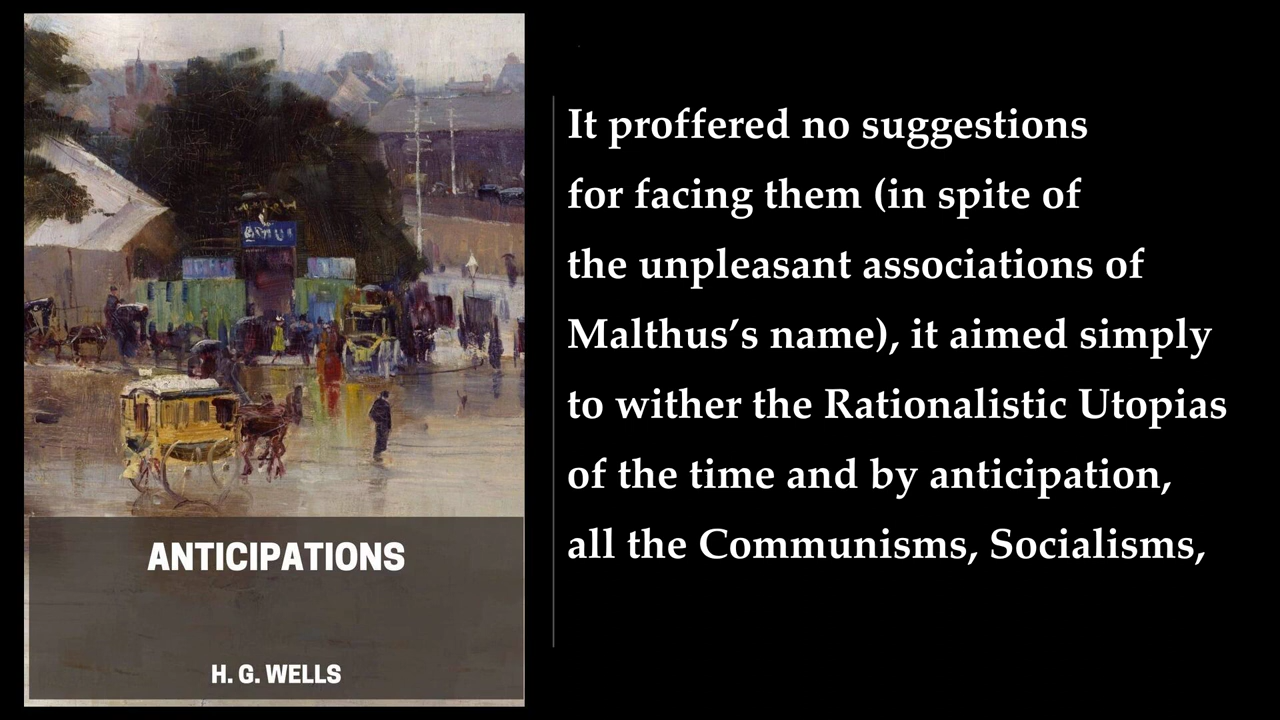 It proffered no suggestions
for facing them (in spite of
the unpleasant associations of
Malthus’s name), it aimed simply
to wither the Rationalistic Utopias
of the time and by anticipation,
all the Communisms, Socialisms,
ANTICIPATIONS
H. G. WELLS